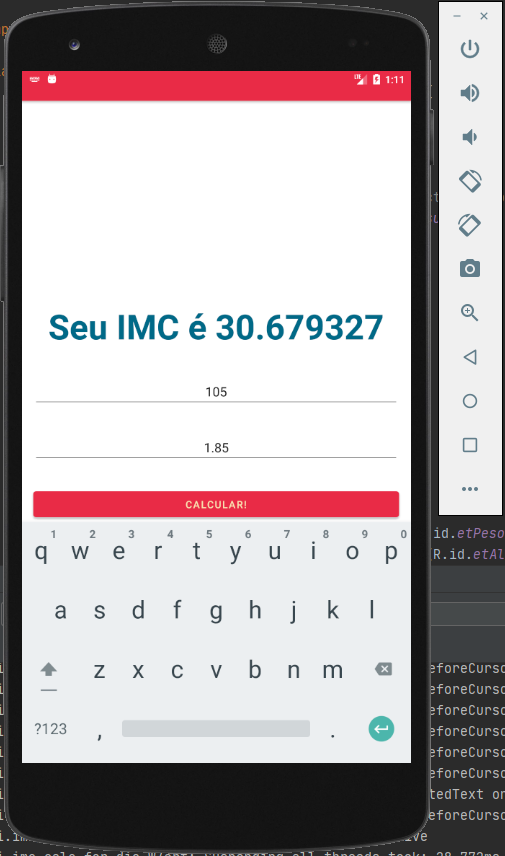 1:11
Seu IMC é 30.679327
105
1.85
CALCULAR!
1 2 3 4 5 6 7 8 9 0
q w e r t y u i o p
a s d f g h j k l
z x c v b n m
?123 , .
id.etPeso
R.id.etAl
eforeCurso
eforeCurso
eforeCurso
eforeCurso
eforeCurso
eforeCurso
tedText on
eforeCurso